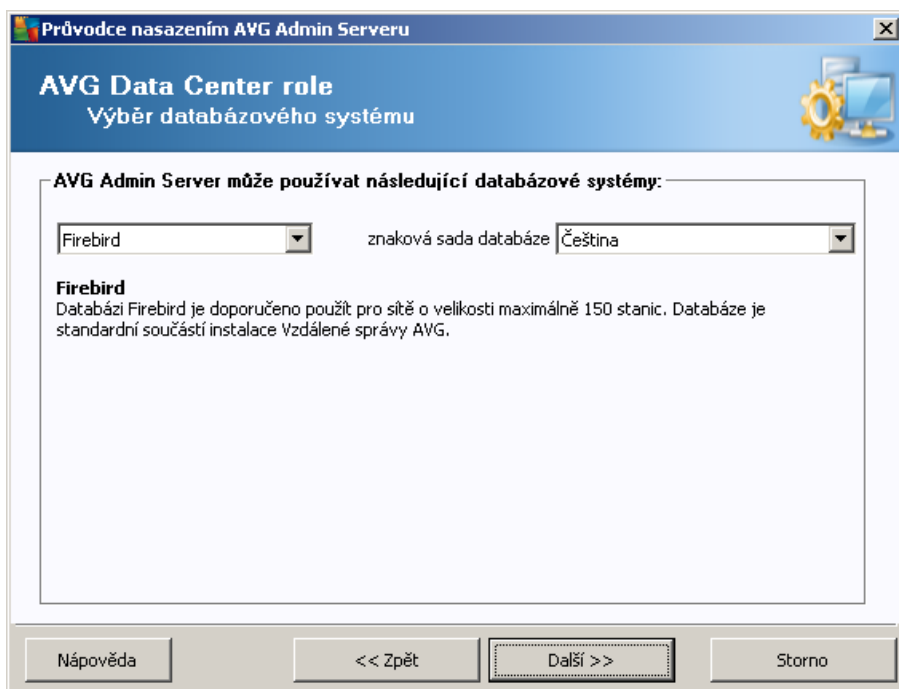 Průvodce nasazením AVG Admin Serveru
AVG Data Center role
Výběr databázového systému
AVG Admin Server může používat následující databázové systémy:
Firebird
znaková sada databáze
Čeština
Firebird
Databázi Firebird je doporučeno použít pro sítě o velikosti maximálně 150 stanic. Databáze je
standardní součástí instalace Vzdálené správy AVG.
Nápověda
<< Zpět
Další >>
Storno